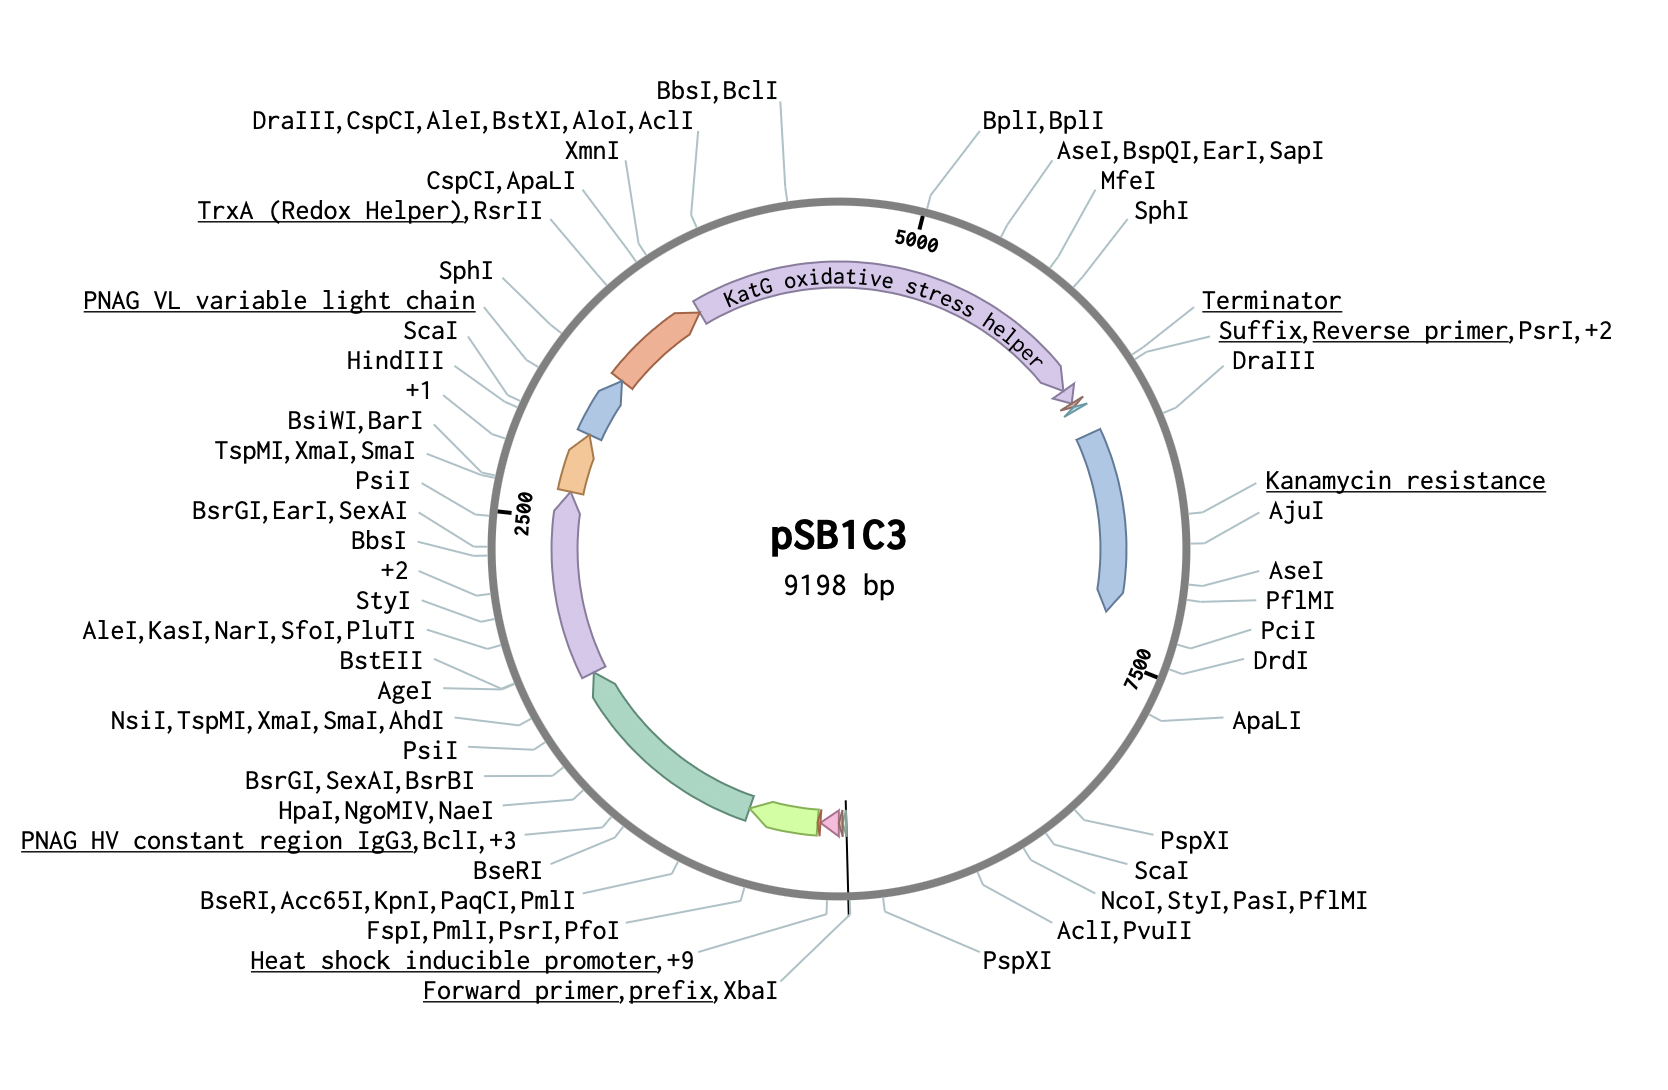 BbsI,BclI
DraIII,CspCI,AleI,BstXI,AloI,AclI
XmnI
CspCI,ApaLI
TrxA (Redox Helper),RsrII
SphI
PNAG VL variable light chain
ScaI
HindIII
+1
BsiWI,BarI
TspMI,XmaI,SmaI
PsiI
BsrGI,EarI,SexAI
BbsI
+2
StyI
AleI,KasI,NarI,SfoI,PluTI
BstEII
AgeI
NsiI,TspMI,XmaI,SmaI,AhdI
PsiI
BsrGI,SexAI,BsrBI
HpaI,NgoMIV,NaeI
PNAG HV constant region IgG3,BclI,+3
BseRI
BseRI,Acc65I,KpnI,PaqCI,PmlI
FspI,PmlI,PsrI,PfoI
Heat shock inducible promoter,+9
Forward primer,prefix,XbaI
BplI,BplI
AseI,BspQI,EarI,SapI
MfeI
SphI
Terminator
Suffix,Reverse primer,PsrI,+2
DraIII
Kanamycin resistance
AjuI
AseI
PflMI
PciI
DrdI
ApaLI
PspXI
ScaI
NcoI,StyI,PasI,PflMI
AclI,PvuII
PspXI
5000
KatG oxidative stress helper
2500
7500
pSB1C3
9198 bp